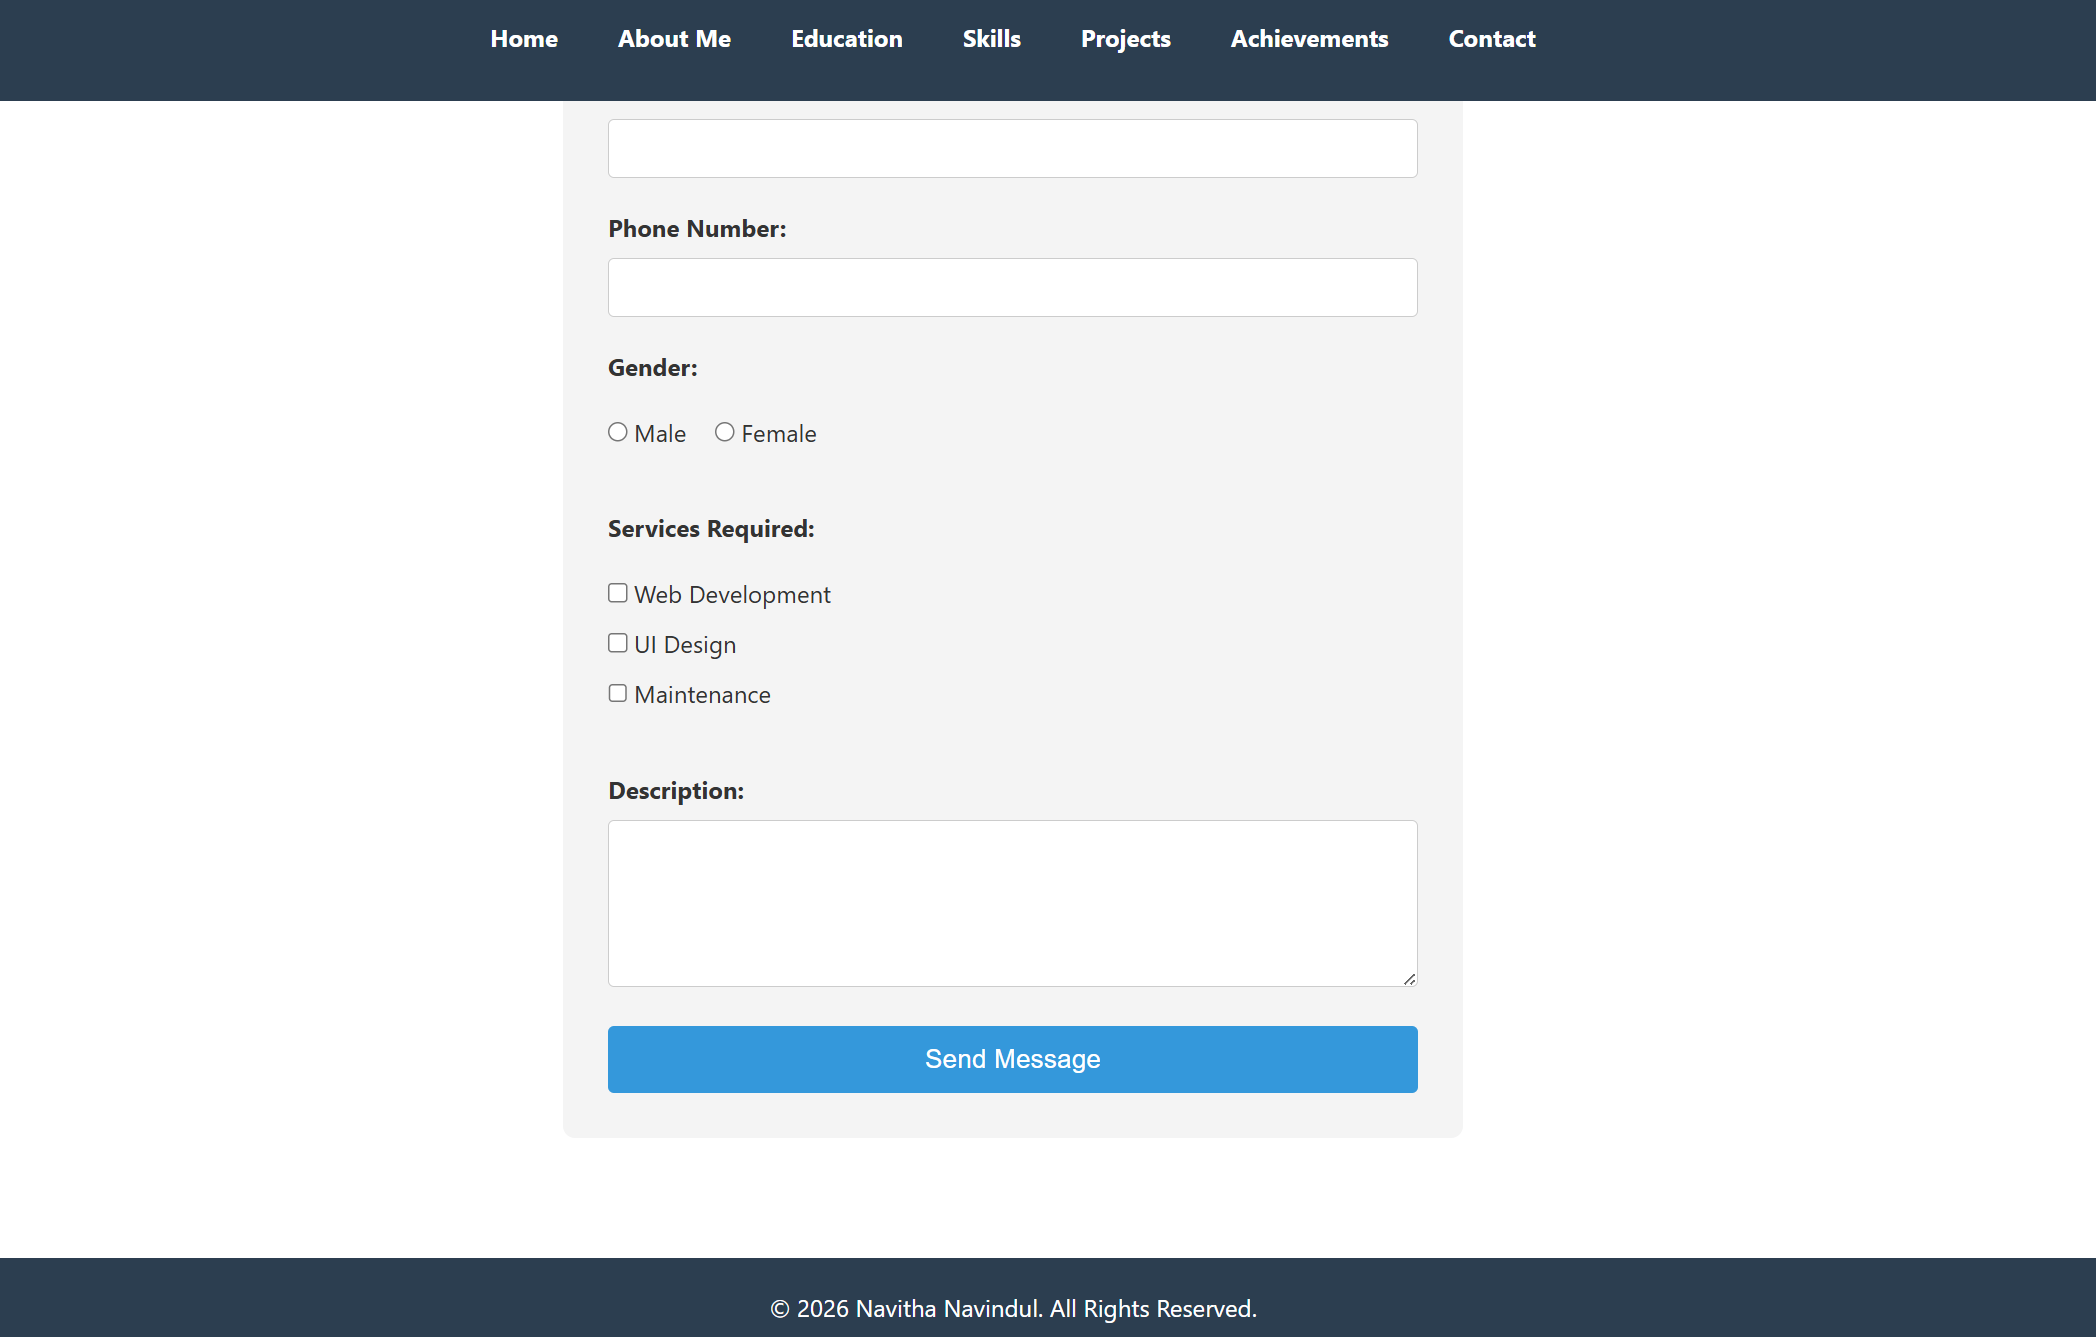 Home About Me Education Skills Projects Achievements Contact
Phone Number:
Gender:
Male Female
Services Required:
Web Development
UI Design
Maintenance
Description:
Send Message
© 2026 Navitha Navindul. All Rights Reserved.